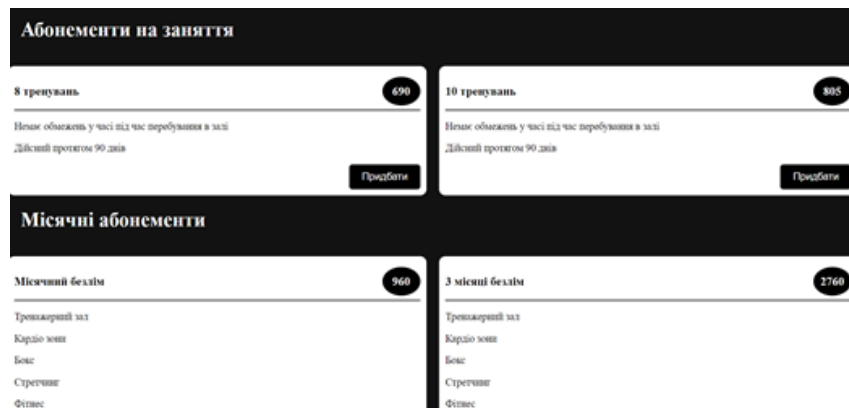 Абонементи на заняття
8 тренувань
690
Немає обмежень у часі під час перебування в залі
Дійсний протягом 90 днів
Придбати
10 тренувань
805
Немає обмежень у часі під час перебування в залі
Дійсний протягом 90 днів
Придбати
Місячні абонементи
Місячний безлім
960
Тренажерний зал
Кардіо зони
Бокс
Стретчинг
Фітнес
3 місяці безлім
2760
Тренажерний зал
Кардіо зони
Бокс
Стретчинг
Фітнес